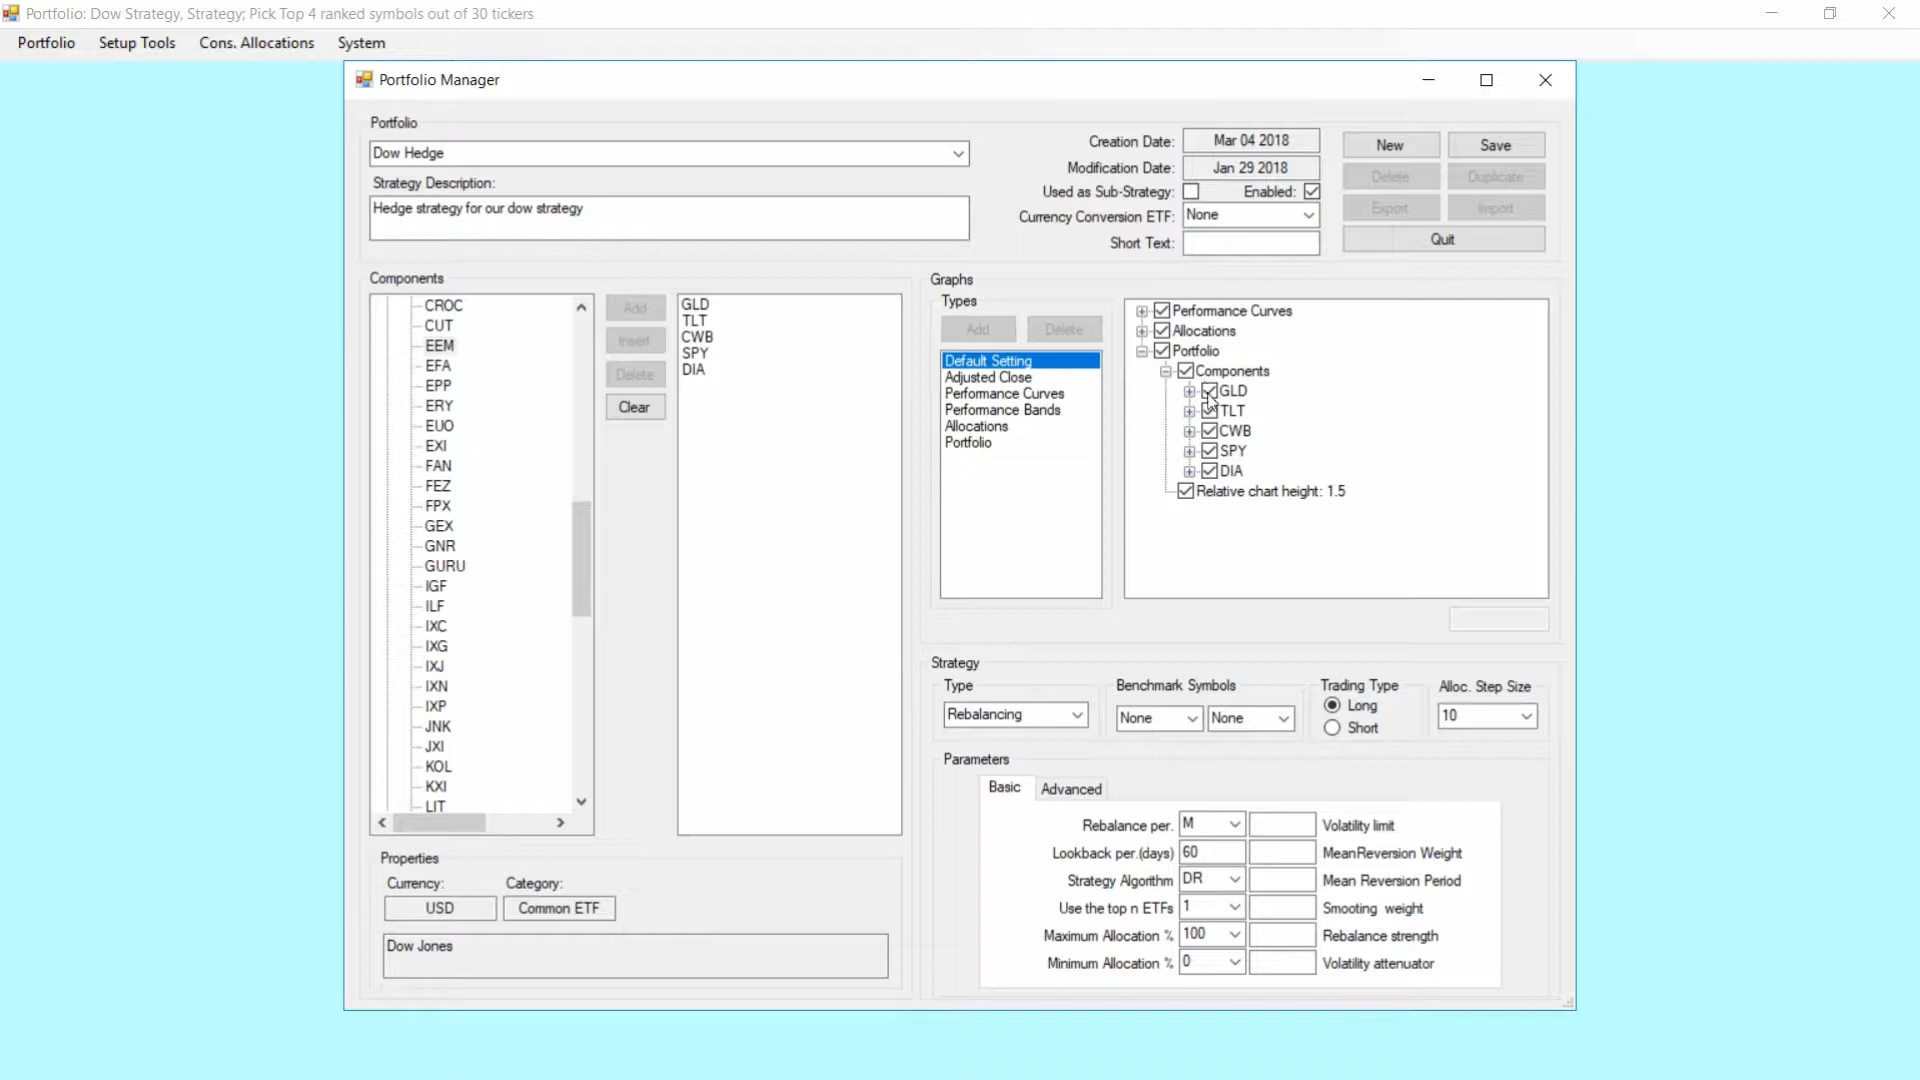 Portfolio: Dow Strategy, Strategy; Pick Top 4 ranked symbols out of 30 tickers
Portfolio Setup Tools Cons. Allocations System
Portfolio Manager
Portfolio
Dow Hedge
Strategy Description:
Hedge strategy for our dow strategy
Creation Date: Mar 04 2018
Modification Date: Jan 29 2018
Used as Sub-Strategy: Enabled:
Currency Conversion ETF: None
Short Text:
New Save
Delete Duplicate
Export Import
Quit
Components
CROC
CUT
EEM
EFA
EPP
ERY
EUO
EXI
FAN
FEZ
FPX
GEX
GNR
GURU
IGF
ILF
IXC
IXG
IXJ
IXN
IXP
JNK
JXI
KOL
KXI
LIT
Add
Insert
Delete
Clear
GLD
TLT
CWB
SPY
DIA
Properties
Currency: Category:
USD Common ETF
Dow Jones
Graphs
Types
Add Delete
Default Setting
Adjusted Close
Performance Curves
Performance Bands
Allocations
Portfolio
Performance Curves
Allocations
Portfolio
Components
GLD
TLT
CWB
SPY
DIA
Relative chart height: 1.5
Strategy
Type Benchmark Symbols Trading Type Alloc. Step Size
Rebalancing None None Long 10
Short
Parameters
Basic Advanced
Rebalance per. M Volatility limit
Lookback per.(days) 60 MeanReversion Weight
Strategy Algorithm DR Mean Reversion Period
Use the top n ETFs 1 Smooting weight
Maximum Allocation % 100 Rebalance strength
Minimum Allocation % 0 Volatility attenuator